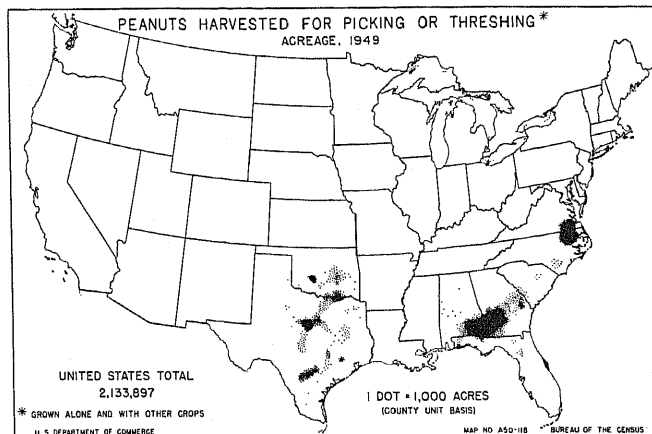 PEANUTS HARVESTED FOR PICKING OR THRESHING*
ACREAGE, 1949
UNITED STATES TOTAL
2,133,897
* GROWN ALONE AND WITH OTHER CROPS
U. S. DEPARTMENT OF COMMERCE
1 DOT = 1,000 ACRES
(COUNTY UNIT BASIS)
MAP NO. A50-118
BUREAU OF THE CENSUS